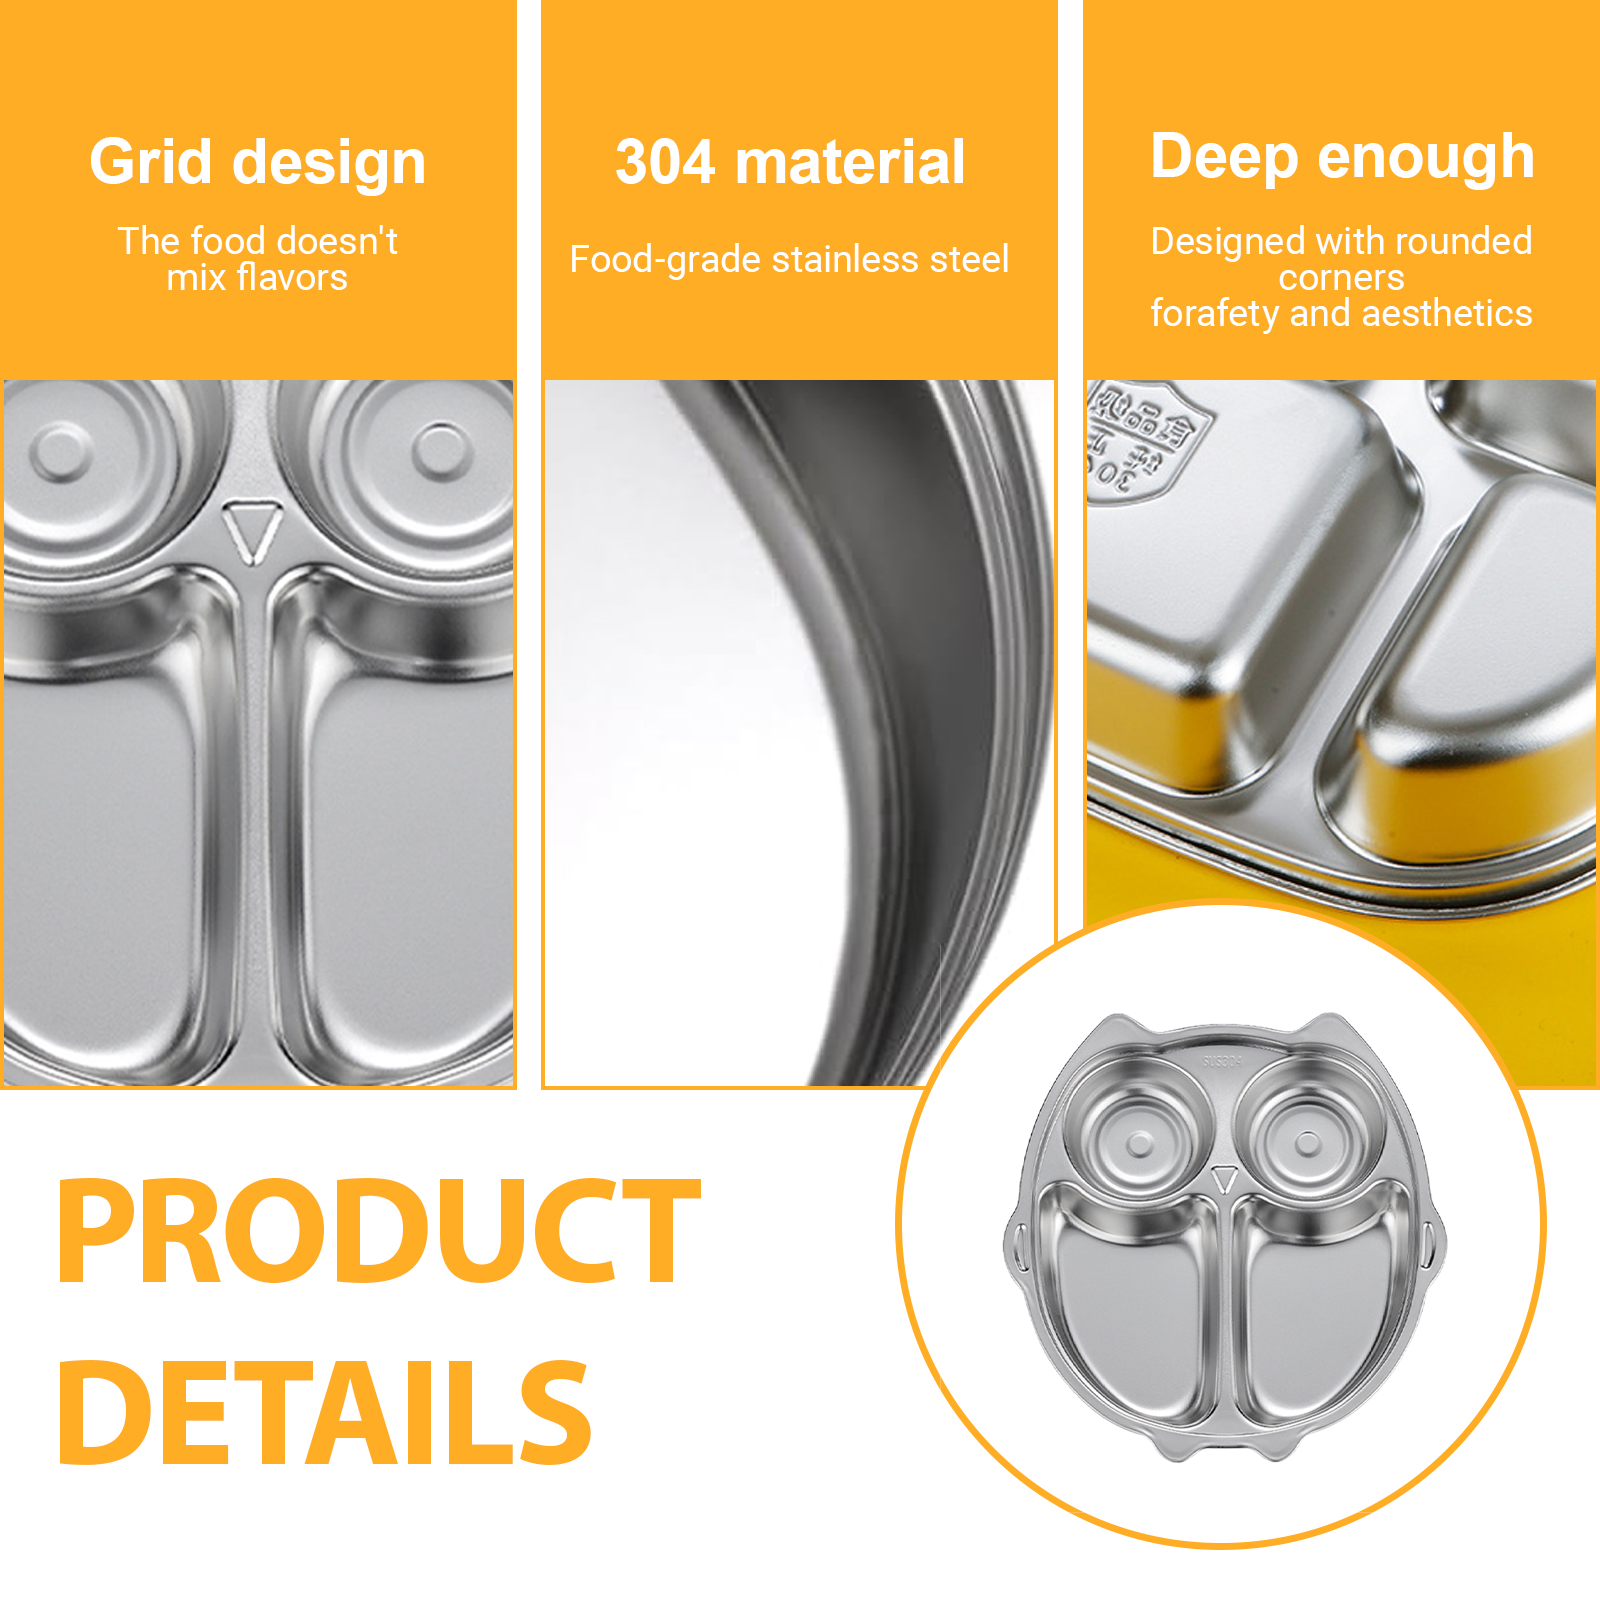 Grid design
The food doesn't
mix flavors
304 material
Food-grade stainless steel
Deep enough
Designed with rounded
corners
forafety and aesthetics
SUS304
PRODUCT
DETAILS